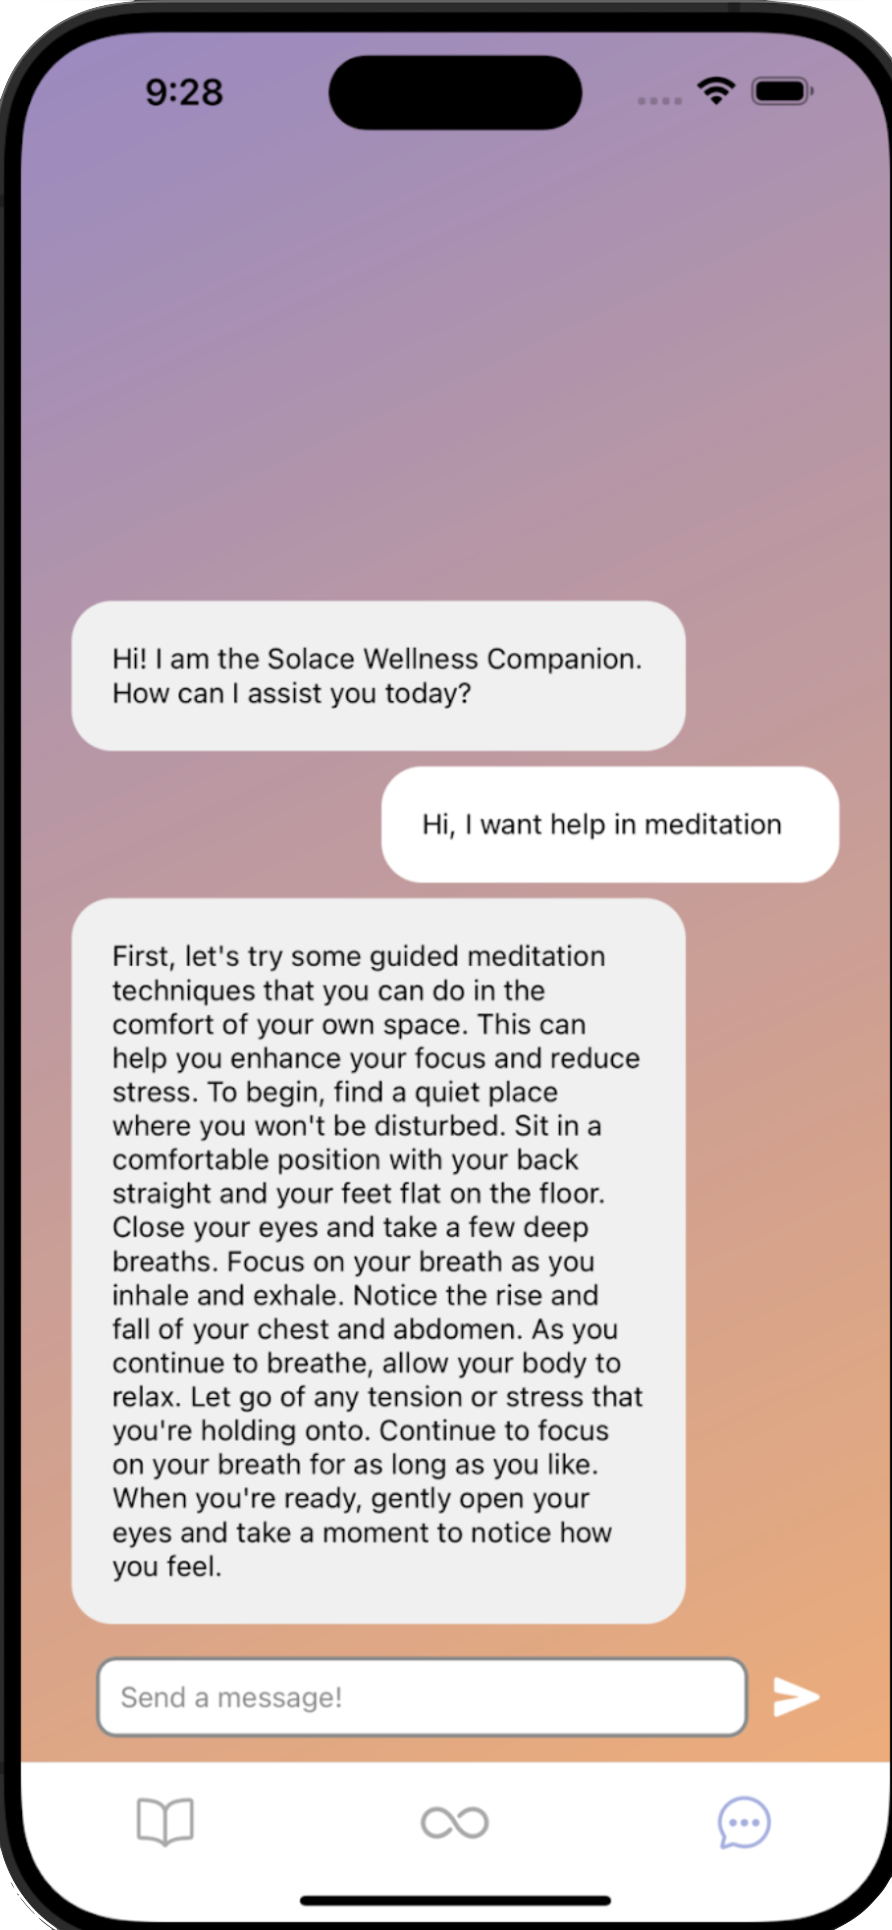 9:28
Hi! I am the Solace Wellness Companion.
How can I assist you today?
Hi, I want help in meditation
First, let's try some guided meditation
techniques that you can do in the
comfort of your own space. This can
help you enhance your focus and reduce
stress. To begin, find a quiet place
where you won't be disturbed. Sit in a
comfortable position with your back
straight and your feet flat on the floor.
Close your eyes and take a few deep
breaths. Focus on your breath as you
inhale and exhale. Notice the rise and
fall of your chest and abdomen. As you
continue to breathe, allow your body to
relax. Let go of any tension or stress that
you're holding onto. Continue to focus
on your breath for as long as you like.
When you're ready, gently open your
eyes and take a moment to notice how
you feel.
Send a message!